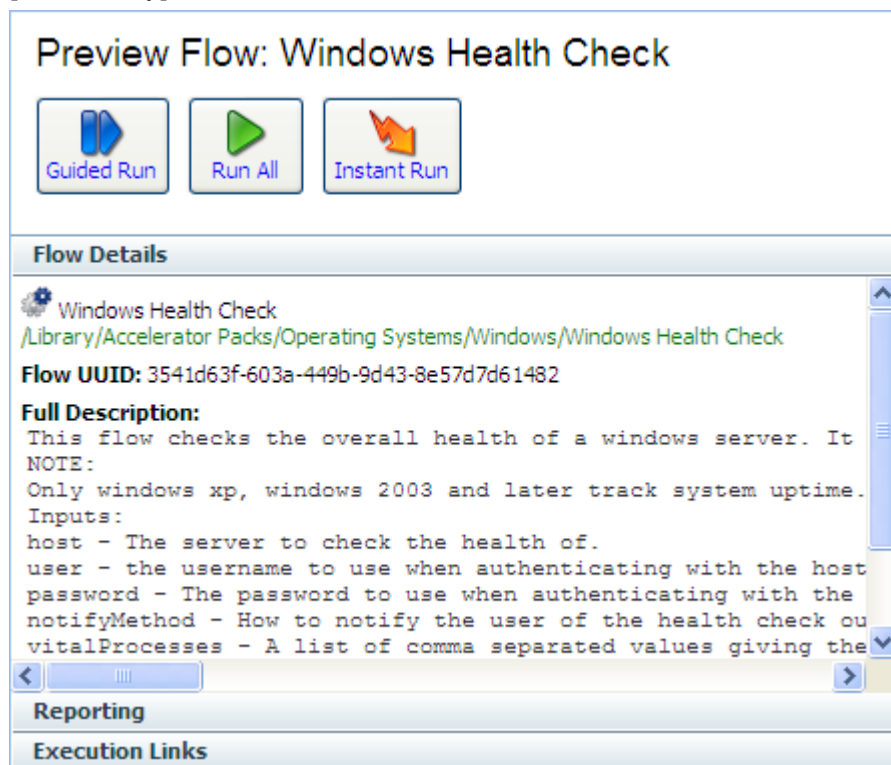 Preview Flow: Windows Health Check
Guided Run
Run All
Instant Run
Flow Details
Windows Health Check
/Library/Accelerator Packs/Operating Systems/Windows/Windows Health Check
Flow UUID: 3541d63f-603a-449b-9d43-8e57d7d61482
Full Description:
This flow checks the overall health of a windows server. It
NOTE:
Only windows xp, windows 2003 and later track system uptime.
Inputs:
host - The server to check the health of.
user - the username to use when authenticating with the host
password - The password to use when authenticating with the
notifyMethod - How to notify the user of the health check ou
vitalProcesses - A list of comma separated values giving the
Reporting
Execution Links